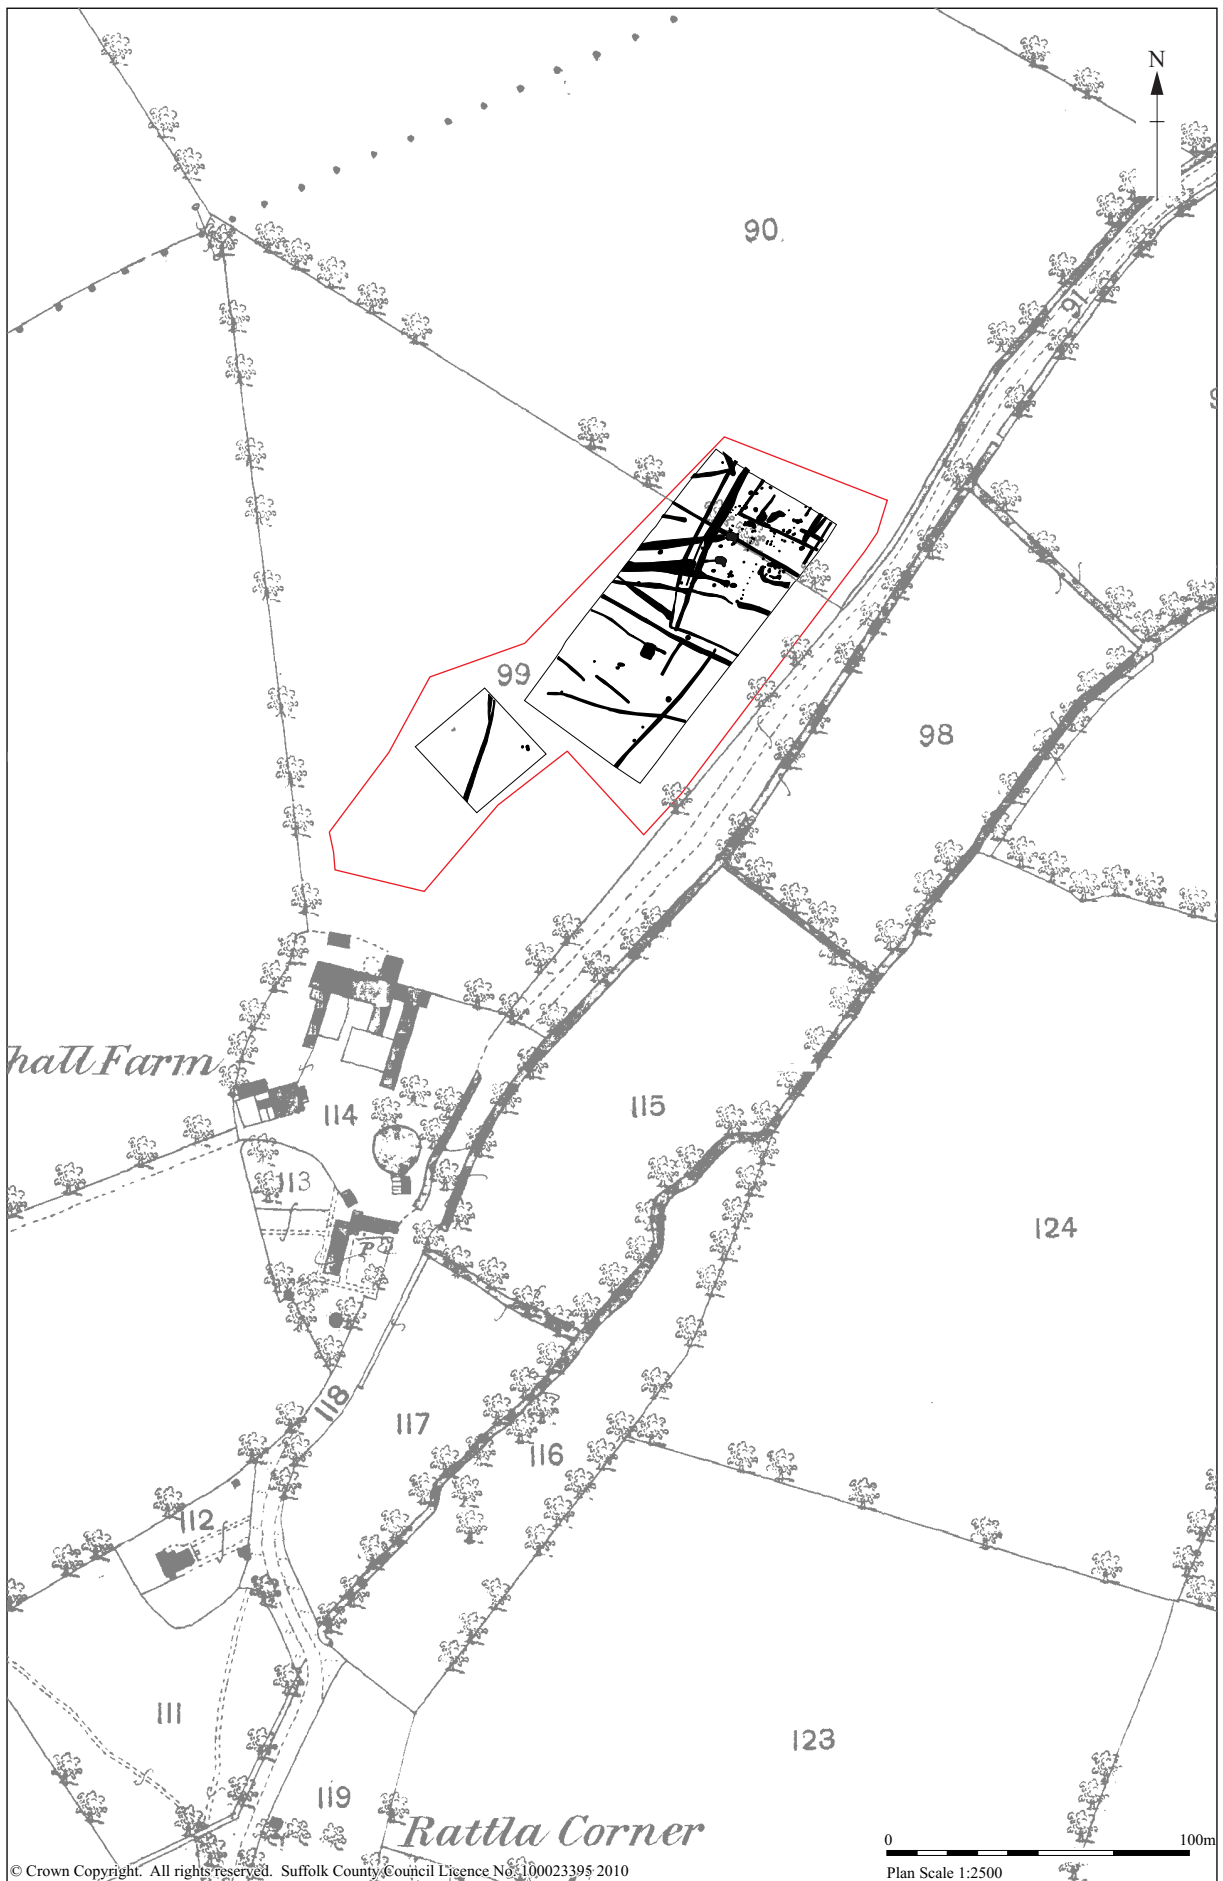 N
90
91
99
98
hall Farm
114
115
113
124
118
117
116
112
111
123
119
Rattla Corner
0 100m
© Crown Copyright. All rights reserved. Suffolk County Council Licence No. 100023395 2010
Plan Scale 1:2500